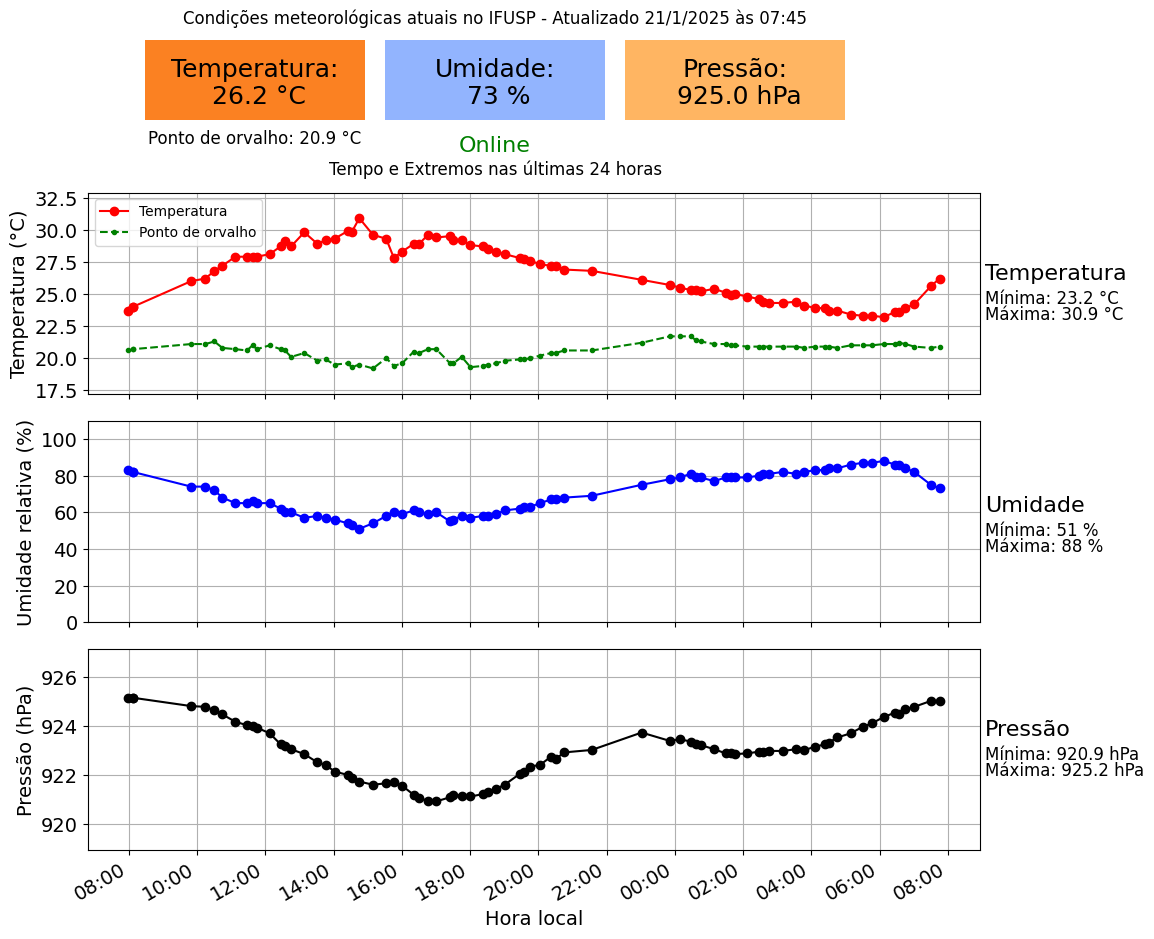 Condições meteorológicas atuais no IFUSP - Atualizado 21/1/2025 às 07:45
Temperatura:
26.2 °C
Umidade:
73 %
Pressão:
925.0 hPa
Ponto de orvalho: 20.9 °C
Online
Tempo e Extremos nas últimas 24 horas
Temperatura (°C)
32.5
30.0
27.5
25.0
22.5
20.0
17.5
Temperatura
Ponto de orvalho
Temperatura
Mínima: 23.2 °C
Máxima: 30.9 °C
Umidade relativa (%)
100
80
60
40
20
0
Umidade
Mínima: 51 %
Máxima: 88 %
Pressão (hPa)
926
924
922
920
Pressão
Mínima: 920.9 hPa
Máxima: 925.2 hPa
08:00 10:00 12:00 14:00 16:00 18:00 20:00 22:00 00:00 02:00 04:00 06:00 08:00
Hora local